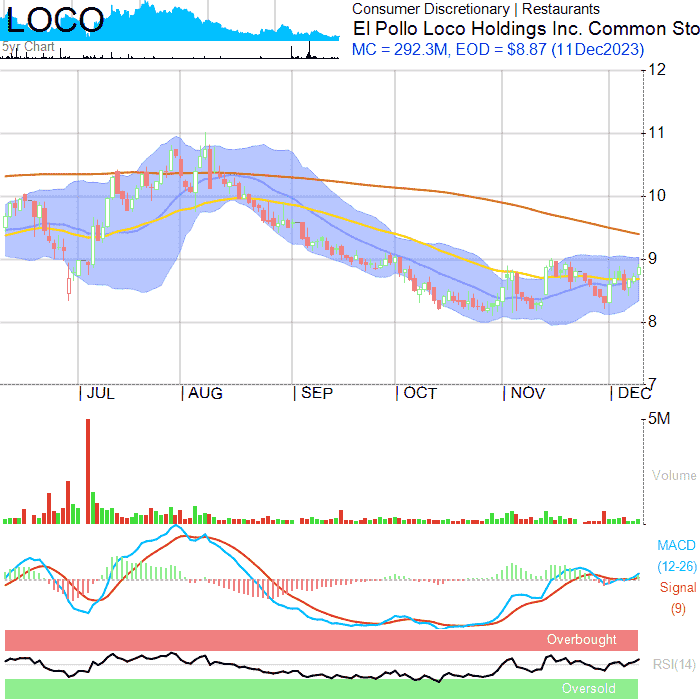 LOCO
Consumer Discretionary | Restaurants
El Pollo Loco Holdings Inc. Common Sto
5yr Chart
MC = 292.3M, EOD = $8.87 (11Dec2023)
12
11
10
9
8
7
JUL AUG SEP OCT NOV DEC
5M
Volume
MACD
(12-26)
Signal
(9)
Overbought
RSI(14)
Oversold